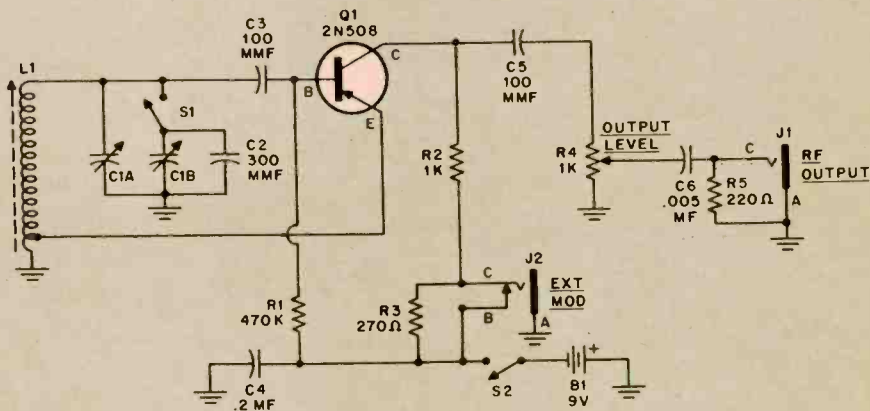 L1
C1A
S1
C1B
C2
300
MMF
C3
100
MMF
Q1
2N508
B
C
E
R1
470K
C4
.2 MF
R2
1K
R3
270Ω
C5
100
MMF
R4
1K
OUTPUT
LEVEL
C6
.005
MF
R5
220Ω
C
J1
RF
OUTPUT
A
C
B
J2
EXT
MOD
A
S2
+
B1
9V